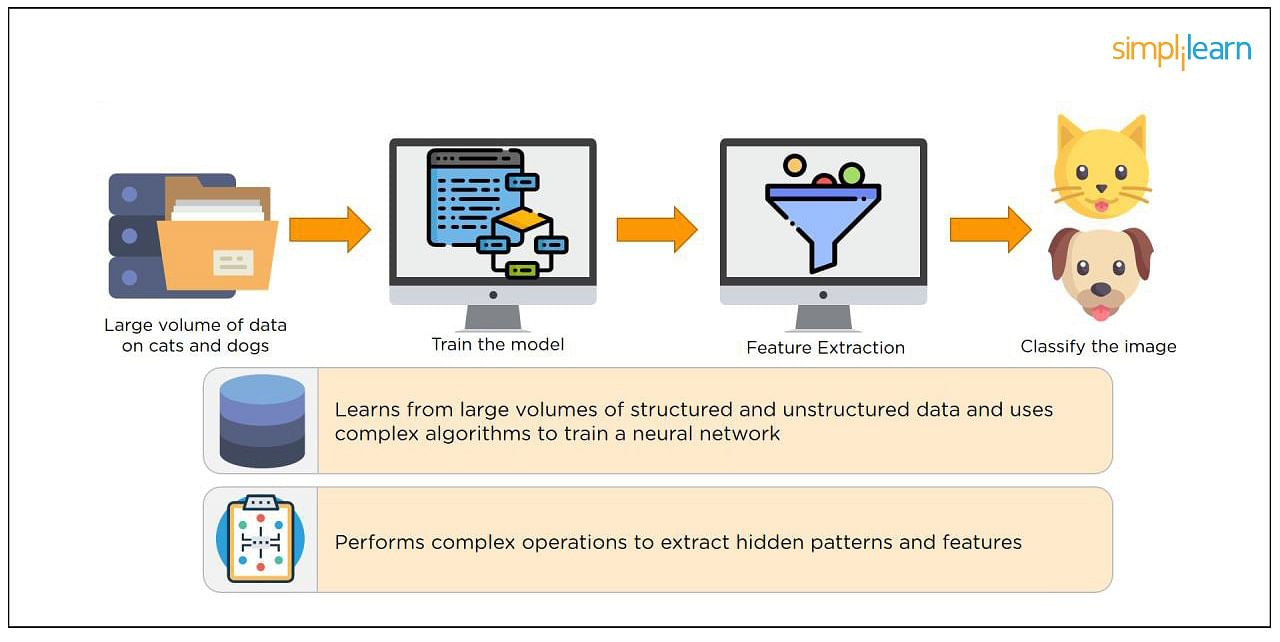 simplilearn
Large volume of data
on cats and dogs
Train the model
Feature Extraction
Classify the image
Learns from large volumes of structured and unstructured data and uses
complex algorithms to train a neural network
Performs complex operations to extract hidden patterns and features